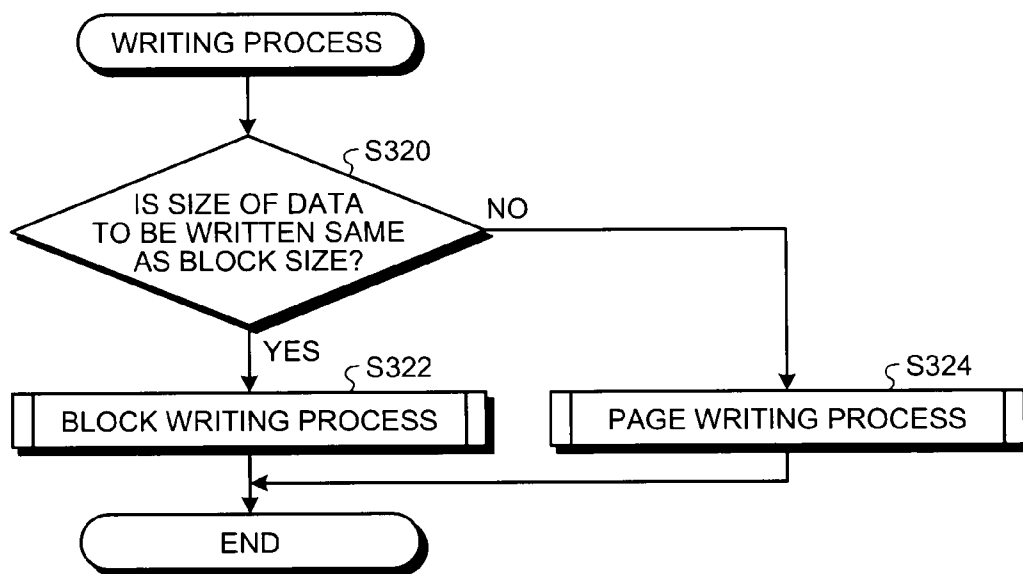 WRITING PROCESS
S320
IS SIZE OF DATA
TO BE WRITTEN SAME
AS BLOCK SIZE?
NO
YES
S322
S324
BLOCK WRITING PROCESS
PAGE WRITING PROCESS
END